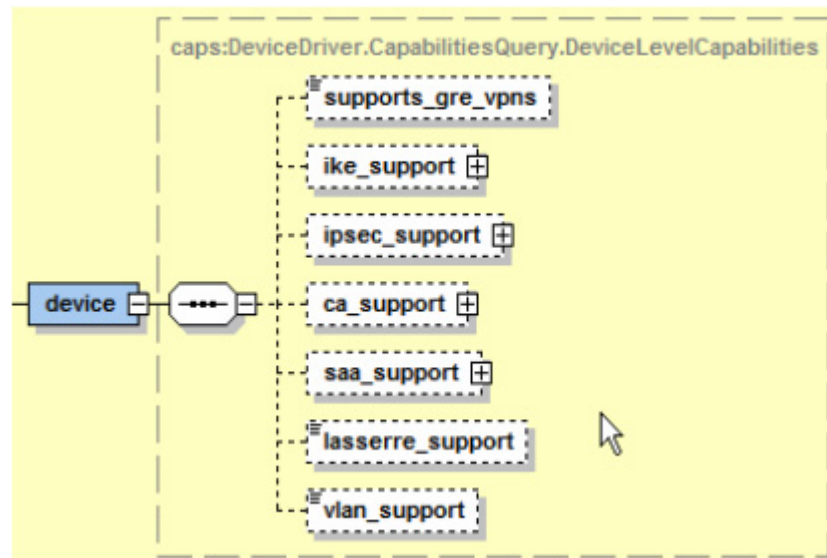 caps:DeviceDriver.CapabilitiesQuery.DeviceLevelCapabilities
supports_gre_vpns
ike_support
ipsec_support
device
ca_support
saa_support
lasserre_support
vlan_support